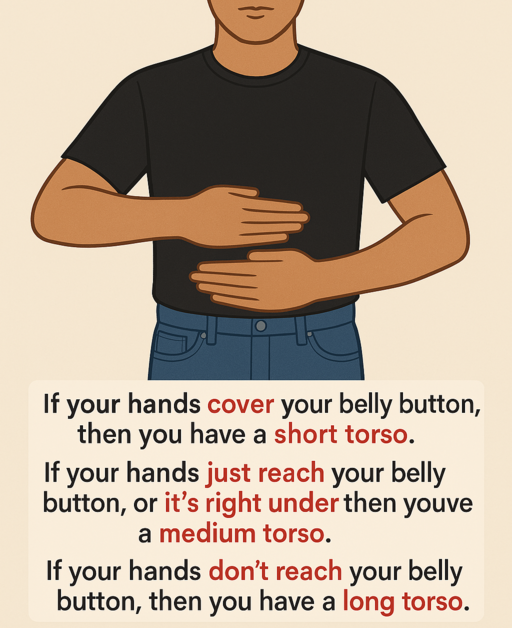 If your hands cover your belly button,
then you have a short torso.
If your hands just reach your belly
button, or it's right under then youve
a medium torso.
If your hands don't reach your belly
button, then you have a long torso.